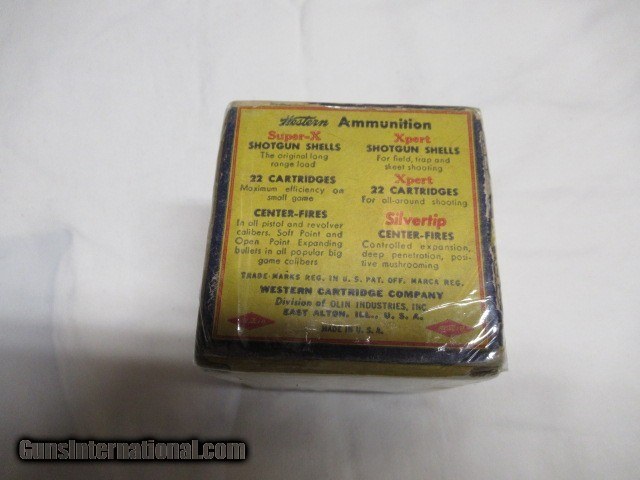 Western Ammunition
Super-X
SHOTGUN SHELLS
The original long
range load
22 CARTRIDGES
Maximum efficiency on
small game
CENTER-FIRES
In all pistol and revolver
calibers. Soft Point and
Open Point Expanding
bullets in all popular big
game calibers
Xpert
SHOTGUN SHELLS
For field, trap and
skeet shooting
Xpert
22 CARTRIDGES
For all-around shooting
Silvertip
CENTER-FIRES
Controlled expansion,
deep penetration, posi-
tive mushrooming
TRADE-MARKS REG. IN U. S. PAT. OFF. MARCA REG.
WESTERN CARTRIDGE COMPANY
Division of OLIN INDUSTRIES, INC.
EAST ALTON, ILL., U. S. A.
MADE IN U. S. A.
GunsInternational.com